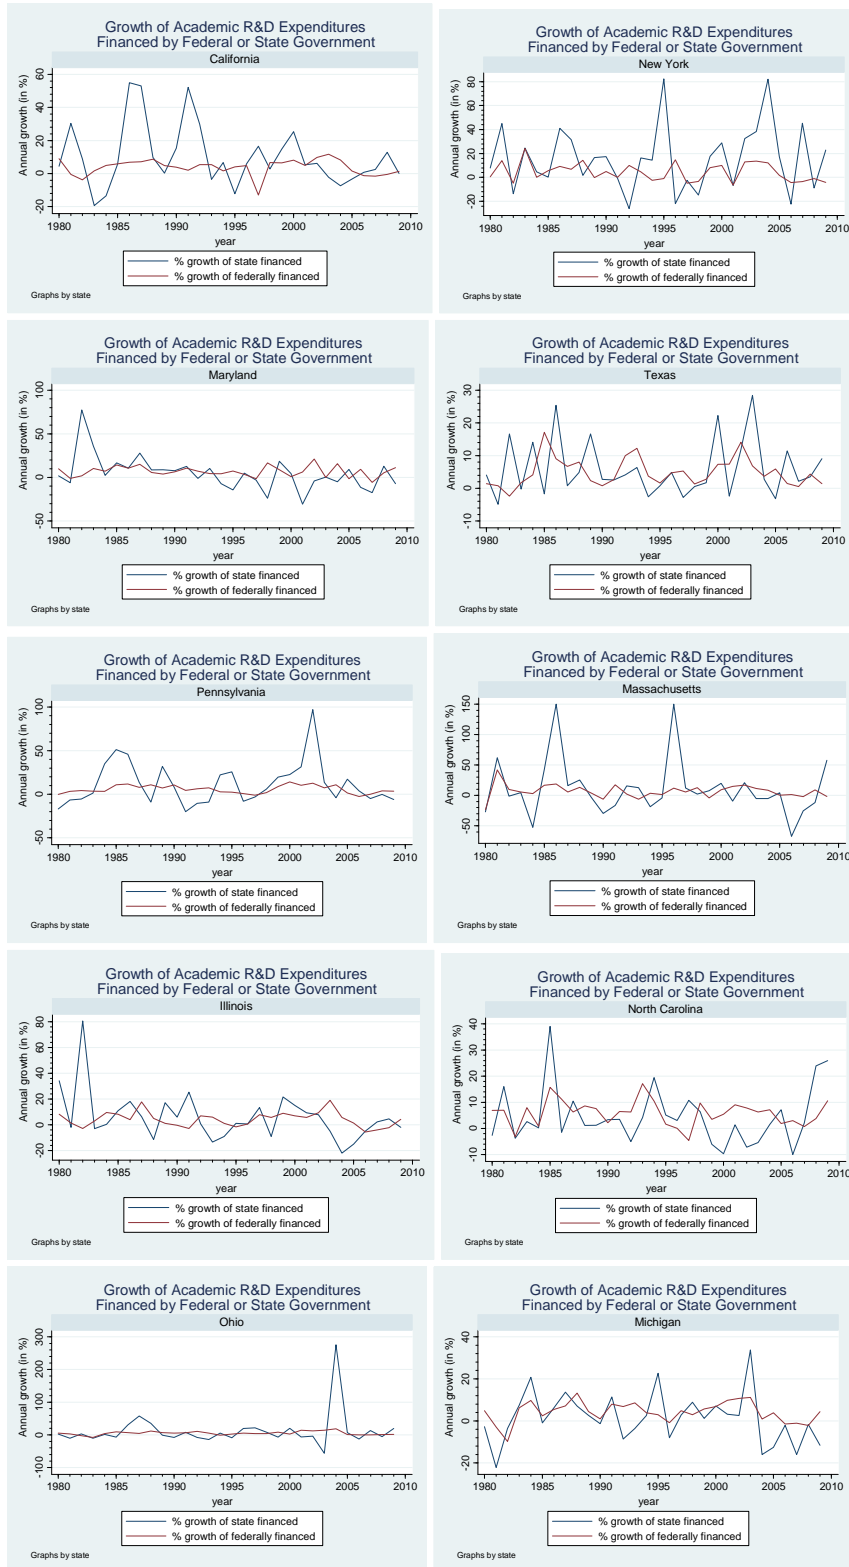 Growth of Academic R&D Expenditures
Financed by Federal or State Government
California
Annual growth (in %)
60
40
20
0
-20
1980 1985 1990 1995 2000 2005 2010
year
% growth of state financed
% growth of federally financed
Graphs by state
Growth of Academic R&D Expenditures
Financed by Federal or State Government
New York
Annual growth (in %)
80
60
40
20
0
-20
1980 1985 1990 1995 2000 2005 2010
year
% growth of state financed
% growth of federally financed
Graphs by state
Growth of Academic R&D Expenditures
Financed by Federal or State Government
Maryland
Annual growth (in %)
100
50
0
-50
1980 1985 1990 1995 2000 2005 2010
year
% growth of state financed
% growth of federally financed
Graphs by state
Growth of Academic R&D Expenditures
Financed by Federal or State Government
Texas
Annual growth (in %)
30
20
10
0
-10
1980 1985 1990 1995 2000 2005 2010
year
% growth of state financed
% growth of federally financed
Graphs by state
Growth of Academic R&D Expenditures
Financed by Federal or State Government
Pennsylvania
Annual growth (in %)
100
50
0
-50
1980 1985 1990 1995 2000 2005 2010
year
% growth of state financed
% growth of federally financed
Graphs by state
Growth of Academic R&D Expenditures
Financed by Federal or State Government
Massachusetts
Annual growth (in %)
150
100
50
0
-50
1980 1985 1990 1995 2000 2005 2010
year
% growth of state financed
% growth of federally financed
Graphs by state
Growth of Academic R&D Expenditures
Financed by Federal or State Government
Illinois
Annual growth (in %)
80
60
40
20
0
20
1980 1985 1990 1995 2000 2005 2010
year
% growth of state financed
% growth of federally financed
Graphs by state
Growth of Academic R&D Expenditures
Financed by Federal or State Government
North Carolina
Annual growth (in %)
40
30
20
10
0
-10
1980 1985 1990 1995 2000 2005 2010
year
% growth of state financed
% growth of federally financed
Graphs by state
Growth of Academic R&D Expenditures
Financed by Federal or State Government
Ohio
Annual growth (in %)
300
200
100
0
-100
1980 1985 1990 1995 2000 2005 2010
year
% growth of state financed
% growth of federally financed
Graphs by state
Growth of Academic R&D Expenditures
Financed by Federal or State Government
Michigan
Annual growth (in %)
40
20
0
-20
1980 1985 1990 1995 2000 2005 2010
year
% growth of state financed
% growth of federally financed
Graphs by state